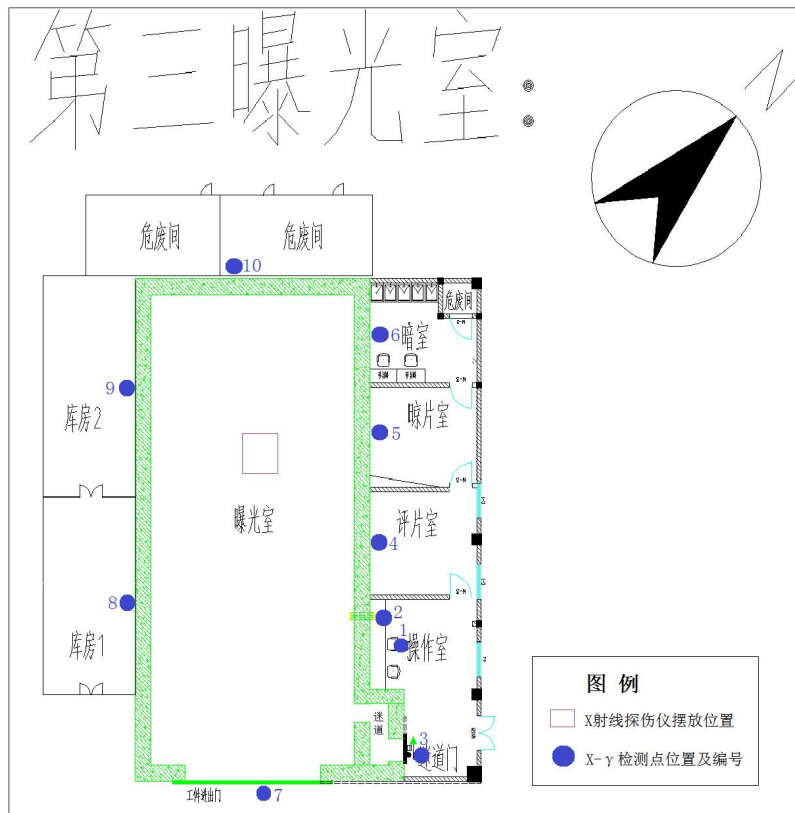 第三曝光室：
N
危废间
危废间
10
危废间
6
暗室
9
库房2
5
晾片室
曝光室
4
评片室
8
库房1
2
1
操作室
迷道
3
迷道门
工件进出门
7
图 例
X射线探伤仪摆放位置
X-γ检测点位置及编号